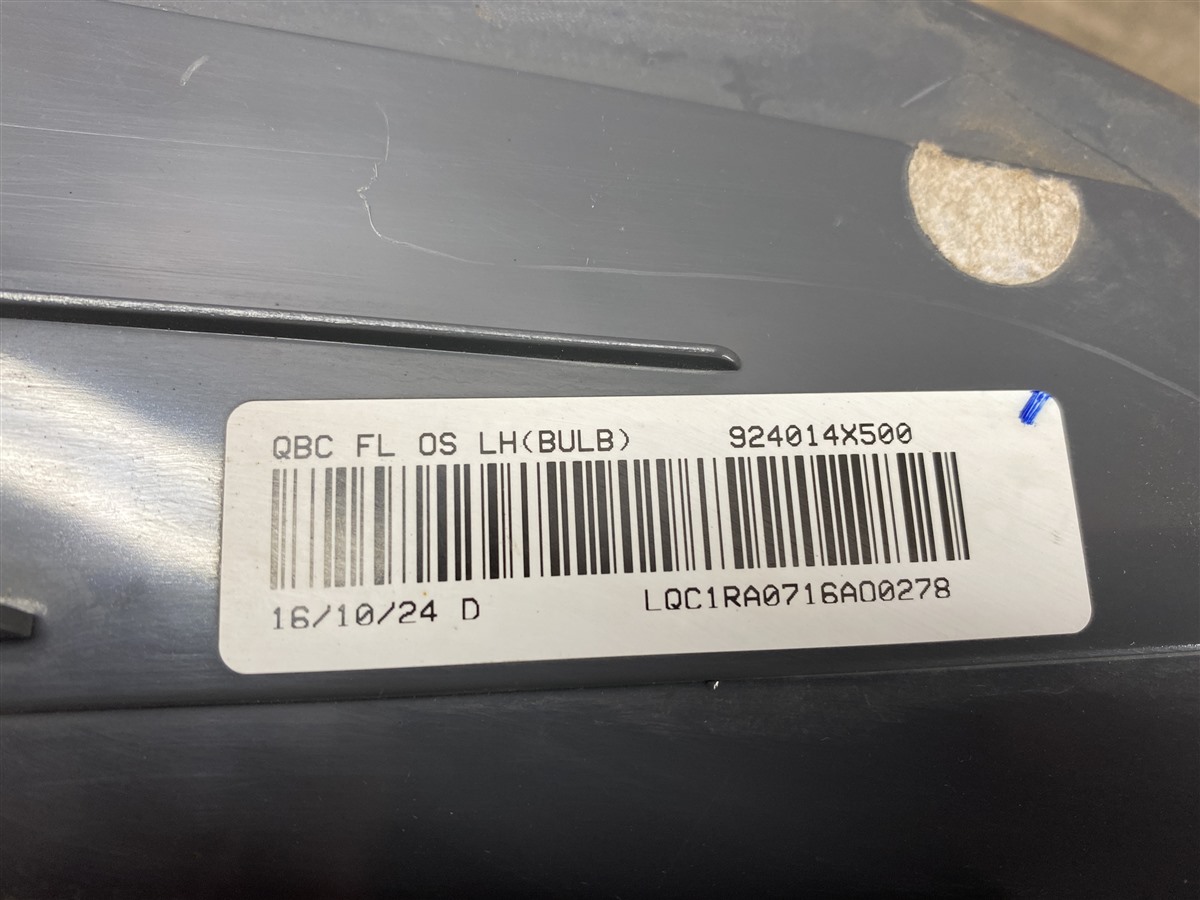 QBC FL OS LH(BULB) 924014X500
16/10/24 D LQC1RA0716A00278